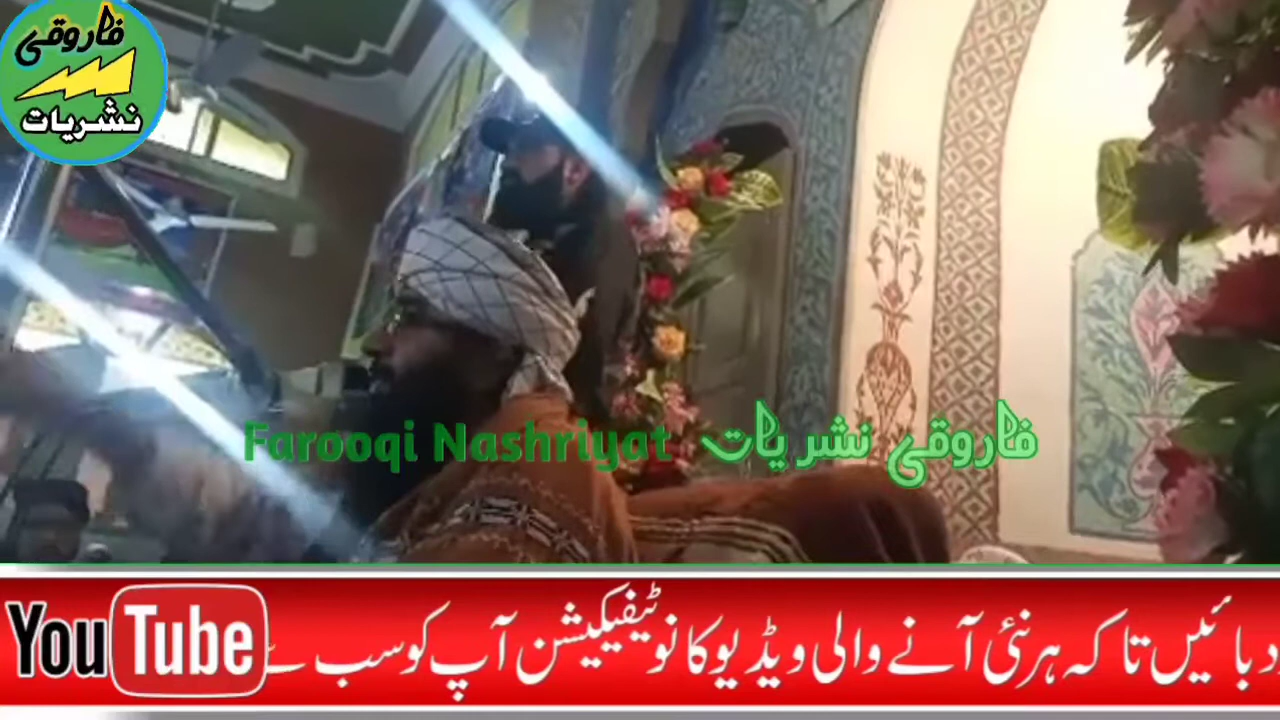 فاروقی
نشریات
Farooqi Nashriyat فاروقی نشریات
YouTube
دبائیں تاکہ ہر نئی آنے والی ویڈیو کا نوٹیفیکیشن آپ کو سب سے